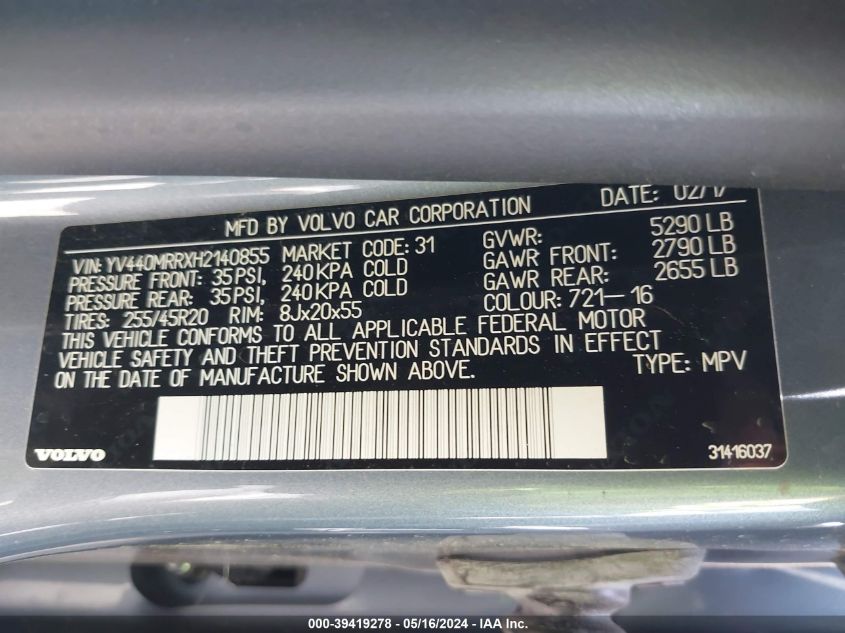 MFD BY VOLVO CAR CORPORATION DATE: 02/17
VIN: YV440MRRXH2140855 MARKET CODE: 31 GVWR: 5290 LB
PRESSURE FRONT: 35 PSI, 240 KPA COLD GAWR FRONT: 2790 LB
PRESSURE REAR: 35 PSI, 240 KPA COLD GAWR REAR: 2655 LB
TIRES: 255/45R20 RIM: 8Jx20x55 COLOUR: 721-16
THIS VEHICLE CONFORMS TO ALL APPLICABLE FEDERAL MOTOR
VEHICLE SAFETY AND THEFT PREVENTION STANDARDS IN EFFECT
ON THE DATE OF MANUFACTURE SHOWN ABOVE. TYPE: MPV
VOLVO 31416037
000-39419278 - 05/16/2024 - IAA Inc.